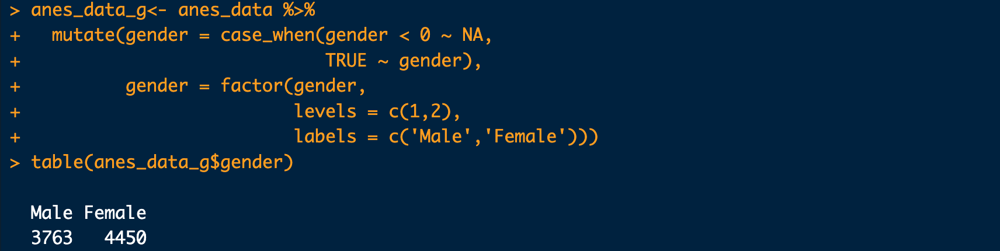 > anes_data_g<- anes_data %>%
+   mutate(gender = case_when(gender < 0 ~ NA,
+                             TRUE ~ gender),
+          gender = factor(gender,
+                          levels = c(1,2),
+                          labels = c('Male','Female')))
> table(anes_data_g$gender)
  Male Female
  3763   4450